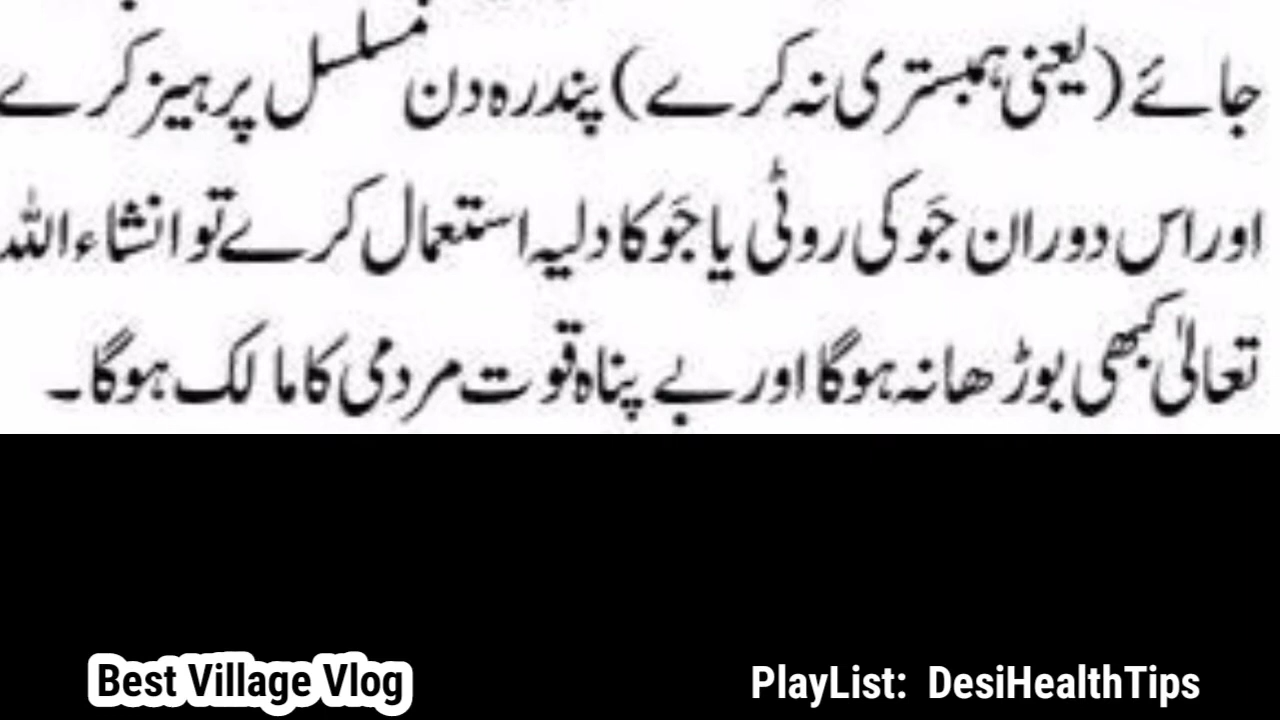 جائے (یعنی ہمبستری نہ کرے) پندرہ دن مسلسل پرہیز کرے
اور اس دوران جَو کی روٹی یا جَو کا دلیہ استعمال کرے تو انشاء اللہ
تعالیٰ کبھی بوڑھا نہ ہوگا اور بے پناہ قوت مردمی کا مالک ہوگا۔
Best Village Vlog
PlayList: DesiHealthTips